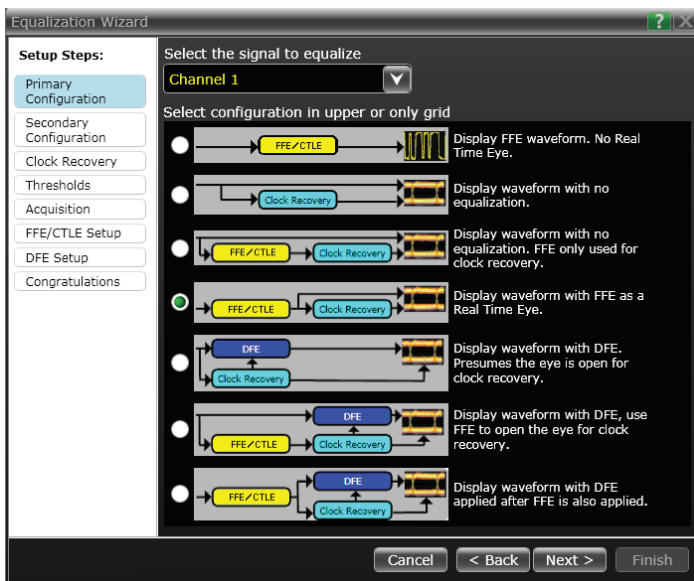 Equalization Wizard
?
X
Setup Steps:
Primary
Configuration
Secondary
Configuration
Clock Recovery
Thresholds
Acquisition
FFE/CTLE Setup
DFE Setup
Congratulations
Select the signal to equalize
Channel 1
Select configuration in upper or only grid
FFE/CTLE
Display FFE waveform. No Real
Time Eye.
Clock Recovery
Display waveform with no
equalization.
FFE/CTLE
Clock Recovery
Display waveform with no
equalization. FFE only used for
clock recovery.
FFE/CTLE
Clock Recovery
Display waveform with FFE as a
Real Time Eye.
DFE
Clock Recovery
Display waveform with DFE.
Presumes the eye is open for
clock recovery.
DFE
FFE/CTLE
Clock Recovery
Display waveform with DFE, use
FFE to open the eye for clock
recovery.
DFE
FFE/CTLE
Clock Recovery
Display waveform with DFE
applied after FFE is also applied.
Cancel
< Back
Next >
Finish